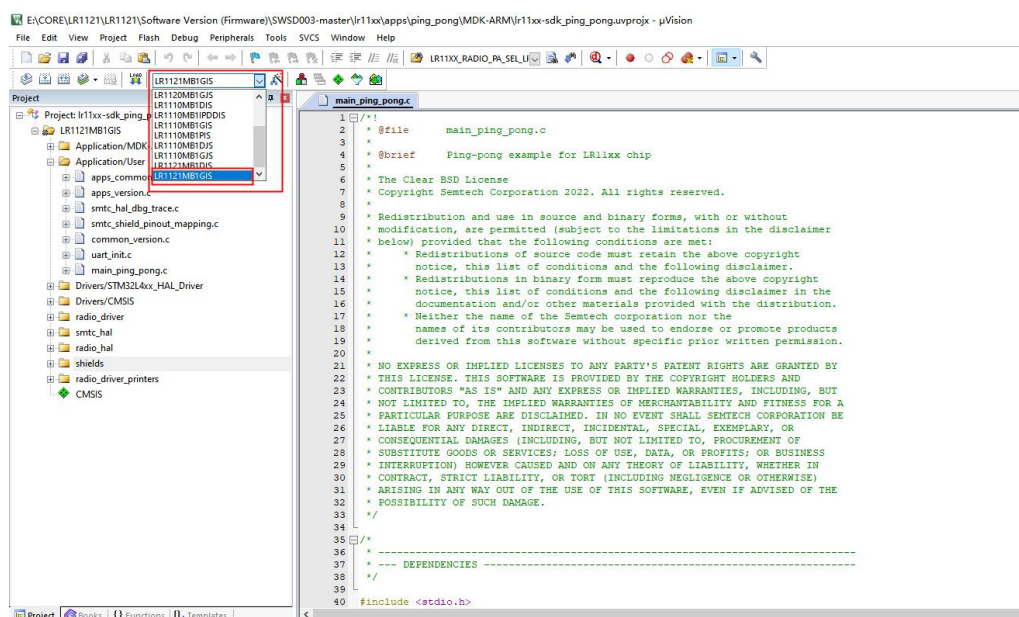 E:\CORE\LR1121\LR1121\Software Version (Firmware)\SWSD003-master\lr11xx\apps\ping_pong\MDK-ARM\lr11xx-sdk_ping_pong.uvprojx - µVision
File Edit View Project Flash Debug Peripherals Tools SVCS Window Help
LR11XX_RADIO_PA_SEL_LF
LR1121MB1GIS
Project
LR1120MB1GJS
LR1110MB1DIS
LR1110MB1PDDIS
LR1110MB1GIS
LR1110MB1PIS
LR1110MB1DJS
LR1110MB1GJS
LR1121MB1DIS
LR1121MB1GIS
Project: lr11xx-sdk_ping_p
LR1121MB1GIS
Application/MDK-
Application/User
apps_common
apps_version.c
smtc_hal_dbg_trace.c
smtc_shield_pinout_mapping.c
common_version.c
uart_init.c
main_ping_pong.c
Drivers/STM32L4xx_HAL_Driver
Drivers/CMSIS
radio_driver
smtc_hal
radio_hal
shields
radio_driver_printers
CMSIS
Project Books {} Functions Templates
main_ping_pong.c
1 /*!
2 * @file main_ping_pong.c
3 *
4 * @brief Ping-pong example for LR11xx chip
5 *
6 * The Clear BSD License
7 * Copyright Semtech Corporation 2022. All rights reserved.
8 *
9 * Redistribution and use in source and binary forms, with or without
10 * modification, are permitted (subject to the limitations in the disclaimer
11 * below) provided that the following conditions are met:
12 * * Redistributions of source code must retain the above copyright
13 * notice, this list of conditions and the following disclaimer.
14 * * Redistributions in binary form must reproduce the above copyright
15 * notice, this list of conditions and the following disclaimer in the
16 * documentation and/or other materials provided with the distribution.
17 * * Neither the name of the Semtech corporation nor the
18 * names of its contributors may be used to endorse or promote products
19 * derived from this software without specific prior written permission.
20 *
21 * NO EXPRESS OR IMPLIED LICENSES TO ANY PARTY'S PATENT RIGHTS ARE GRANTED BY
22 * THIS LICENSE. THIS SOFTWARE IS PROVIDED BY THE COPYRIGHT HOLDERS AND
23 * CONTRIBUTORS "AS IS" AND ANY EXPRESS OR IMPLIED WARRANTIES, INCLUDING, BUT
24 * NOT LIMITED TO, THE IMPLIED WARRANTIES OF MERCHANTABILITY AND FITNESS FOR A
25 * PARTICULAR PURPOSE ARE DISCLAIMED. IN NO EVENT SHALL SEMTECH CORPORATION BE
26 * LIABLE FOR ANY DIRECT, INDIRECT, INCIDENTAL, SPECIAL, EXEMPLARY, OR
27 * CONSEQUENTIAL DAMAGES (INCLUDING, BUT NOT LIMITED TO, PROCUREMENT OF
28 * SUBSTITUTE GOODS OR SERVICES; LOSS OF USE, DATA, OR PROFITS; OR BUSINESS
29 * INTERRUPTION) HOWEVER CAUSED AND ON ANY THEORY OF LIABILITY, WHETHER IN
30 * CONTRACT, STRICT LIABILITY, OR TORT (INCLUDING NEGLIGENCE OR OTHERWISE)
31 * ARISING IN ANY WAY OUT OF THE USE OF THIS SOFTWARE, EVEN IF ADVISED OF THE
32 * POSSIBILITY OF SUCH DAMAGE.
33 */
34
35 /*
36 * -----------------------------------------------------------------------------
37 * --- DEPENDENCIES ------------------------------------------------------------
38 */
39
40 #include <stdio.h>